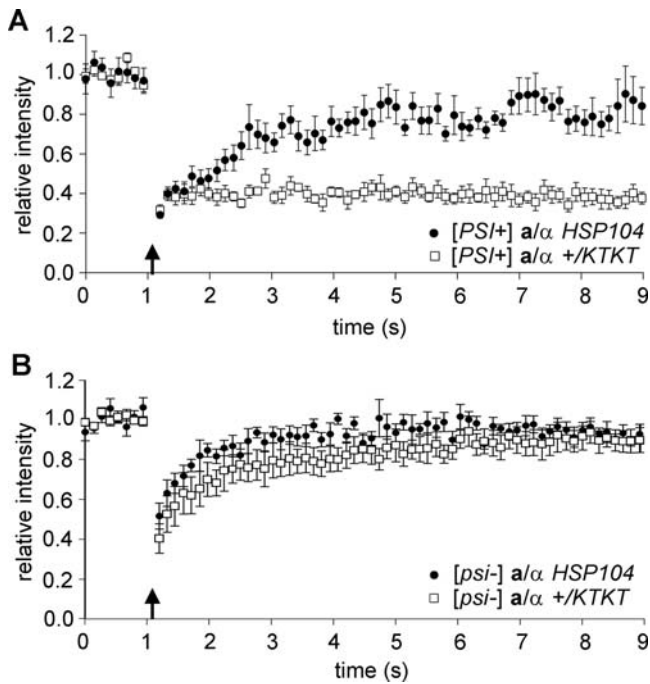 A
1.2
1.0
0.8
0.6
0.4
0.2
0.0
relative intensity
[PSI+] a/α HSP104
[PSI+] a/α +/KTKT
0 1 2 3 4 5 6 7 8 9
time (s)
B
1.2
1.0
0.8
0.6
0.4
0.2
0.0
relative intensity
[psi-] a/α HSP104
[psi-] a/α +/KTKT
0 1 2 3 4 5 6 7 8 9
time (s)